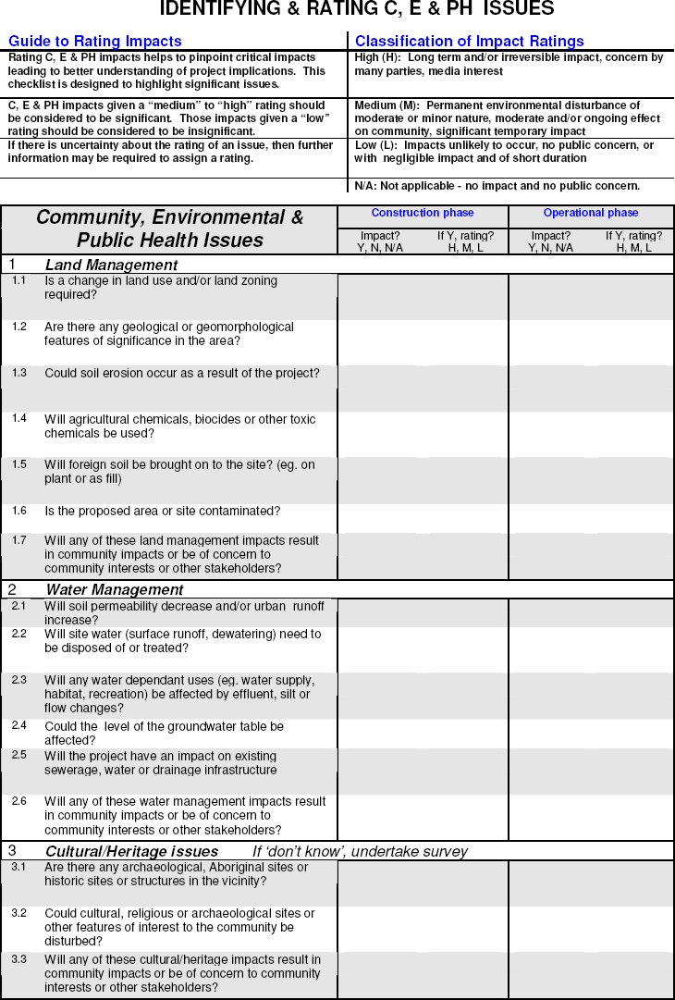 IDENTIFYING & RATING C, E & PH ISSUES
Guide to Rating Impacts
Rating C, E & PH impacts helps to pinpoint critical impacts
leading to better understanding of project implications. This
checklist is designed to highlight significant issues.
C, E & PH impacts given a “medium” to “high” rating should
be considered to be significant. Those impacts given a “low”
rating should be considered to be insignificant.
If there is uncertainty about the rating of an issue, then further
information may be required to assign a rating.
Classification of Impact Ratings
High (H): Long term and/or irreversible impact, concern by
many parties, media interest
Medium (M): Permanent environmental disturbance of
moderate or minor nature, moderate and/or ongoing effect
on community, significant temporary impact
Low (L): Impacts unlikely to occur, no public concern, or
with negligible impact and of short duration
N/A: Not applicable - no impact and no public concern.
Community, Environmental &
Public Health Issues
Construction phase
Operational phase
Impact?
Y, N, N/A
If Y, rating?
H, M, L
Impact?
Y, N, N/A
If Y, rating?
H, M, L
1 Land Management
1.1 Is a change in land use and/or land zoning
required?
1.2 Are there any geological or geomorphological
features of significance in the area?
1.3 Could soil erosion occur as a result of the project?
1.4 Will agricultural chemicals, biocides or other toxic
chemicals be used?
1.5 Will foreign soil be brought on to the site? (eg. on
plant or as fill)
1.6 Is the proposed area or site contaminated?
1.7 Will any of these land management impacts result
in community impacts or be of concern to
community interests or other stakeholders?
2 Water Management
2.1 Will soil permeability decrease and/or urban runoff
increase?
2.2 Will site water (surface runoff, dewatering) need to
be disposed of or treated?
2.3 Will any water dependant uses (eg. water supply,
habitat, recreation) be affected by effluent, silt or
flow changes?
2.4 Could the level of the groundwater table be
affected?
2.5 Will the project have an impact on existing
sewerage, water or drainage infrastructure
2.6 Will any of these water management impacts result
in community impacts or be of concern to
community interests or other stakeholders?
3 Cultural/Heritage issues If ‘don’t know’, undertake survey
3.1 Are there any archaeological, Aboriginal sites or
historic sites or structures in the vicinity?
3.2 Could cultural, religious or archaeological sites or
other features of interest to the community be
disturbed?
3.3 Will any of these cultural/heritage impacts result in
community impacts or be of concern to community
interests or other stakeholders?